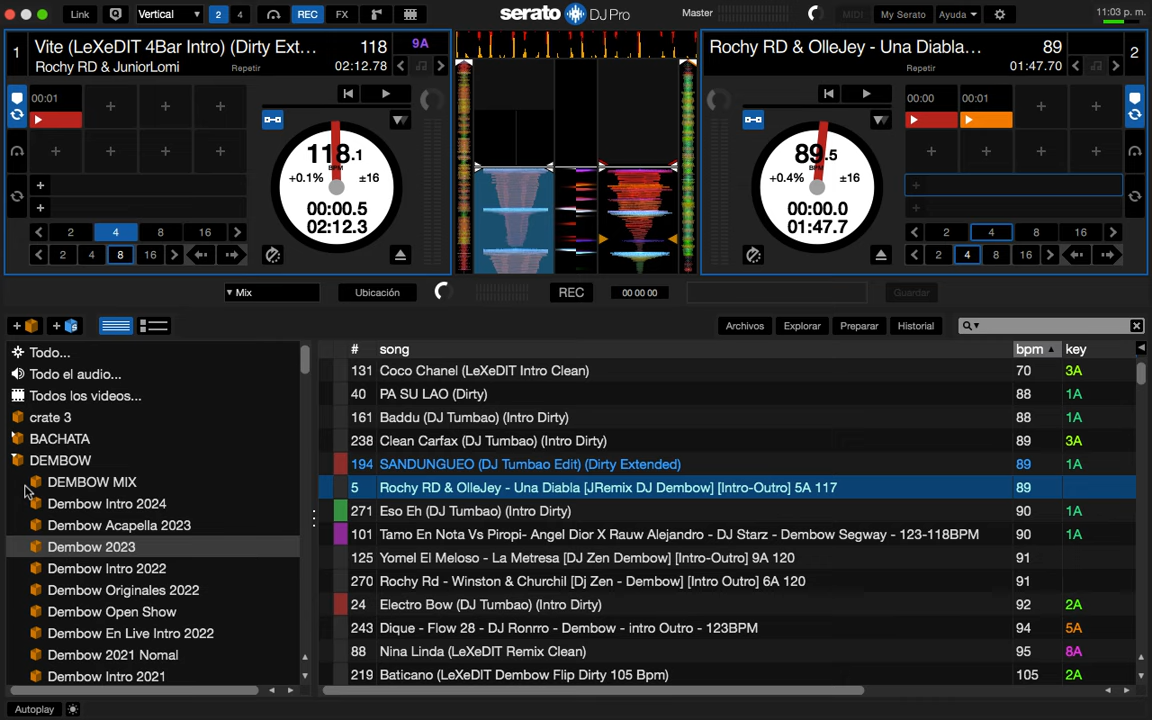 Link Vertical 2 4 REC FX serato DJ Pro Master MIDI My Serato Ayuda 11:03 p. m.
1 Vite (LeXeDIT 4Bar Intro) (Dirty Ext... 118 9A
Rochy RD & JuniorLomi Repetir 02:12.78
Rochy RD & OlleJey - Una Diabla... 89 2
Repetir 01:47.70
00:01
118.1
BPM
+0.1% ±16
00:00.5
02:12.3
2 4 8 16
2 4 8 16
00:00 00:01
89.5
BPM
+0.4% ±16
00:00.0
01:47.7
2 4 8 16
2 4 8 16
Mix Ubicación REC 00 00 00 Guardar
Archivos Explorar Preparar Historial
Todo...
Todo el audio...
Todos los videos...
crate 3
BACHATA
DEMBOW
DEMBOW MIX
Dembow Intro 2024
Dembow Acapella 2023
Dembow 2023
Dembow Intro 2022
Dembow Originales 2022
Dembow Open Show
Dembow En Live Intro 2022
Dembow 2021 Nomal
Dembow Intro 2021
# song bpm key
131 Coco Chanel (LeXeDIT Intro Clean) 70 3A
40 PA SU LAO (Dirty) 88 1A
161 Baddu (DJ Tumbao) (Intro Dirty) 88 1A
238 Clean Carfax (DJ Tumbao) (Intro Dirty) 89 3A
194 SANDUNGUEO (DJ Tumbao Edit) (Dirty Extended) 89 1A
5 Rochy RD & OlleJey - Una Diabla [JRemix DJ Dembow] [Intro-Outro] 5A 117 89
271 Eso Eh (DJ Tumbao) (Intro Dirty) 90 1A
101 Tamo En Nota Vs Piropi- Angel Dior X Rauw Alejandro - DJ Starz - Dembow Segway - 123-118BPM 90 1A
125 Yomel El Meloso - La Metresa [DJ Zen Dembow] [Intro-Outro] 9A 120 91
270 Rochy Rd - Winston & Churchil [Dj Zen - Dembow] [Intro Outro] 6A 120 91
24 Electro Bow (DJ Tumbao) (Intro Dirty) 92 2A
243 Dique - Flow 28 - DJ Ronrro - Dembow - intro Outro - 123BPM 94 5A
88 Nina Linda (LeXeDIT Remix Clean) 95 8A
219 Baticano (LeXeDIT Dembow Flip Dirty 105 Bpm) 105 2A
Autoplay